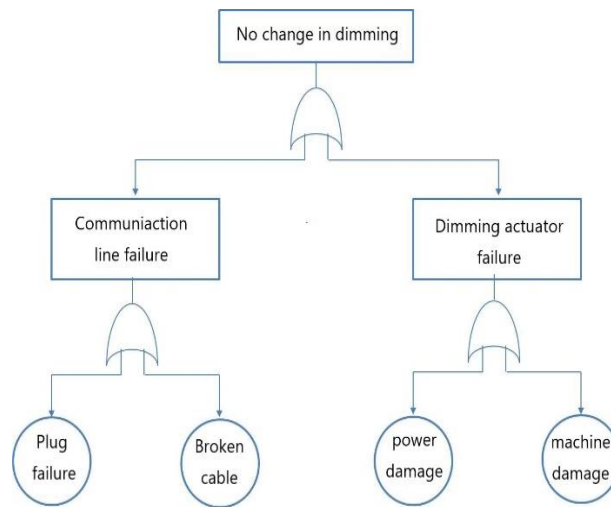 No change in dimming
Communiaction
line failure
Dimming actuator
failure
Plug
failure
Broken
cable
power
damage
machine
damage